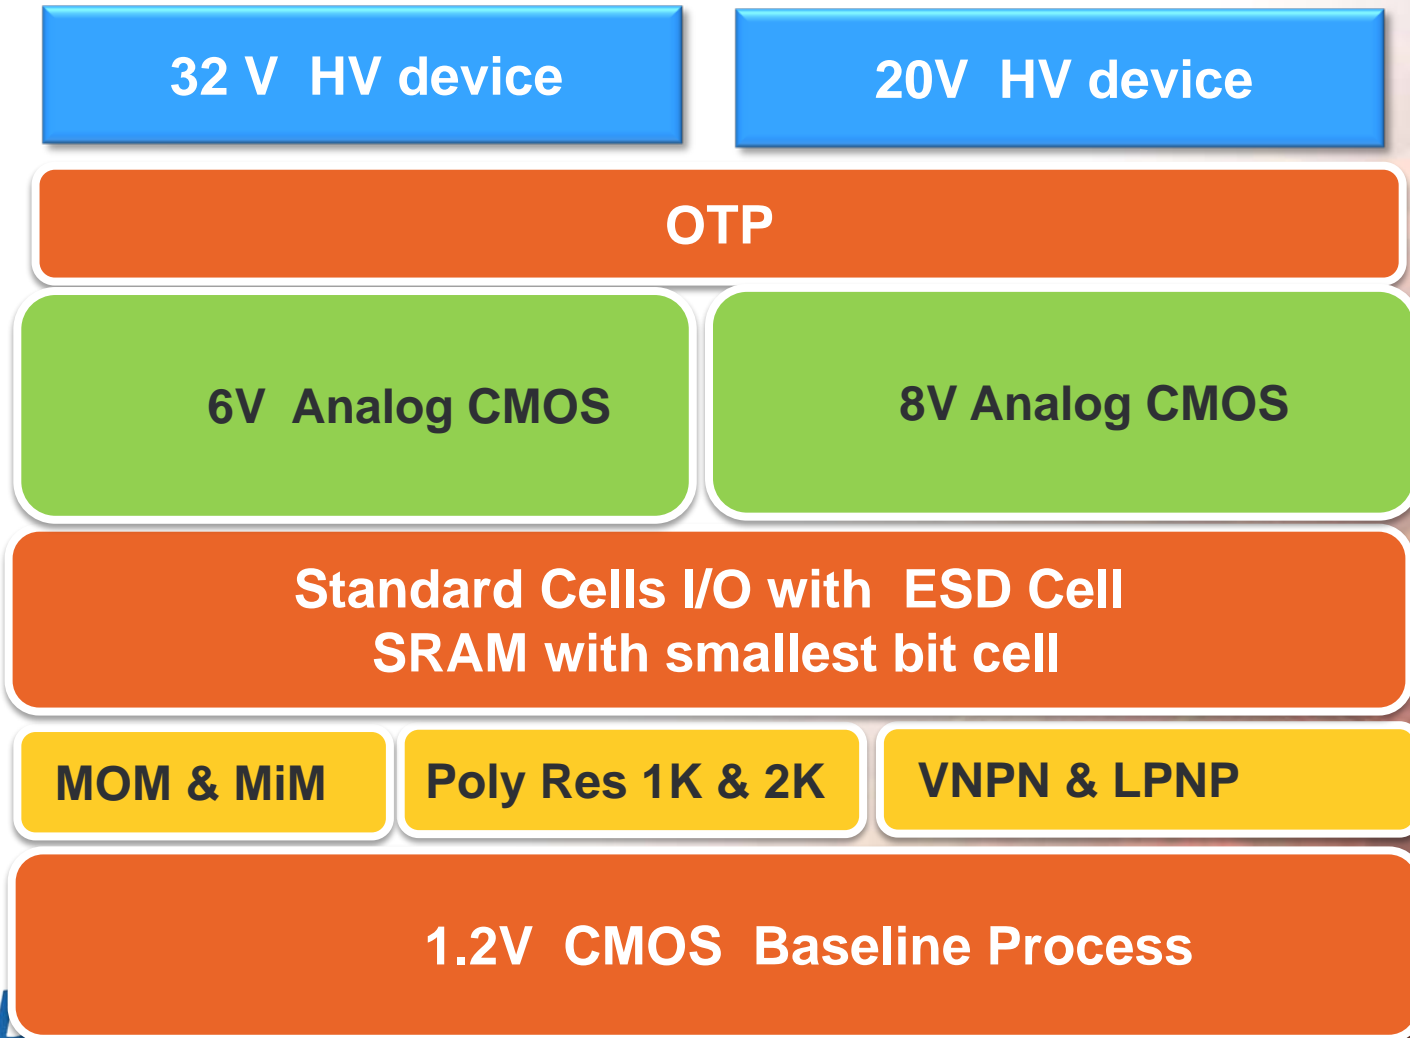 32 V HV device
20V HV device
OTP
6V Analog CMOS
8V Analog CMOS
Standard Cells I/O with ESD Cell
SRAM with smallest bit cell
MOM & MiM
Poly Res 1K & 2K
VNPN & LPNP
1.2V CMOS Baseline Process